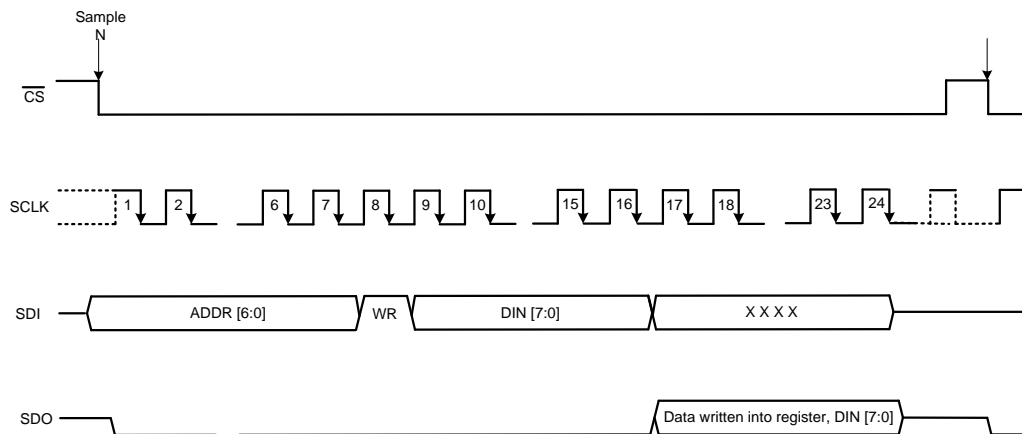 Sample
N
CS
SCLK
1 2 6 7 8 9 10 15 16 17 18 23 24
SDI
ADDR [6:0] WR DIN [7:0] X X X X
SDO
Data written into register, DIN [7:0]